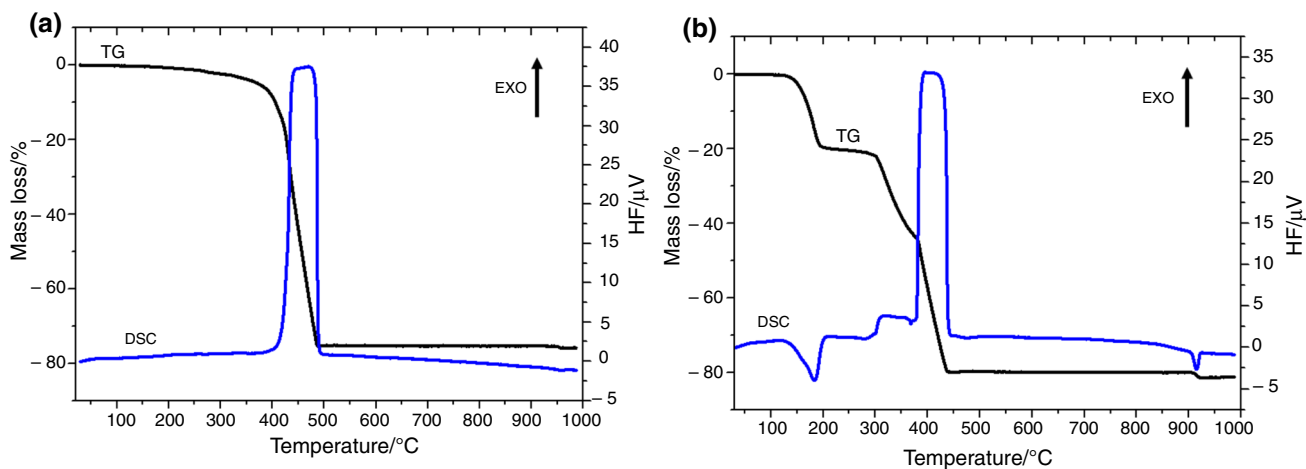 (a)
TG
EXO
DSC
Mass loss/%
0
– 20
– 40
– 60
– 80
HF/µV
40
35
30
25
20
15
10
5
0
– 5
100 200 300 400 500 600 700 800 900 1000
Temperature/°C
(b)
TG
EXO
DSC
Mass loss/%
0
– 20
– 40
– 60
– 80
HF/µV
35
30
25
20
15
10
5
0
– 5
100 200 300 400 500 600 700 800 900 1000
Temperature/°C